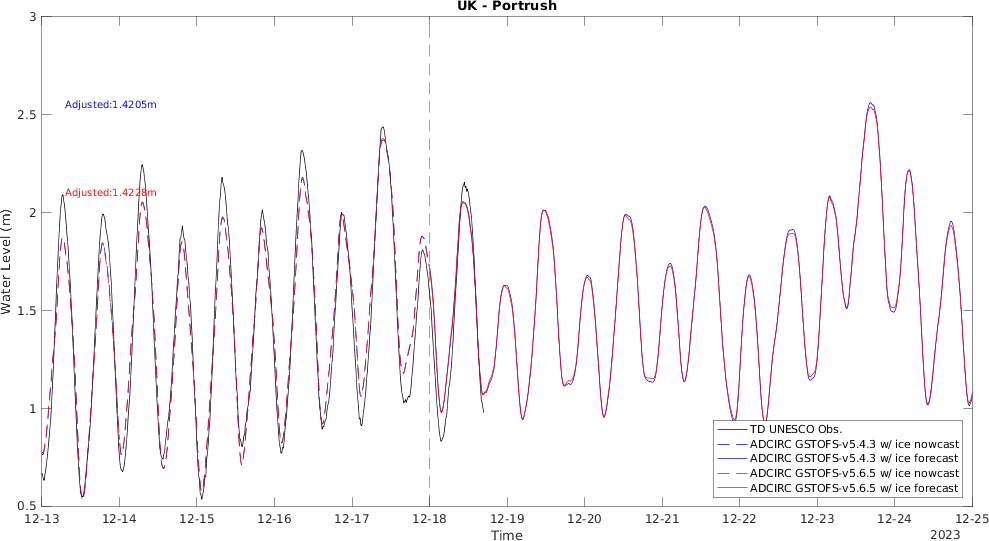 UK - Portrush
3
2.5
2
1.5
1
0.5
Water Level (m)
Adjusted:1.4205m
Adjusted:1.4228m
TD UNESCO Obs.
ADCIRC GSTOFS-v5.4.3 w/ ice nowcast
ADCIRC GSTOFS-v5.4.3 w/ ice forecast
ADCIRC GSTOFS-v5.6.5 w/ ice nowcast
ADCIRC GSTOFS-v5.6.5 w/ ice forecast
12-13 12-14 12-15 12-16 12-17 12-18 12-19 12-20 12-21 12-22 12-23 12-24 12-25
Time
2023